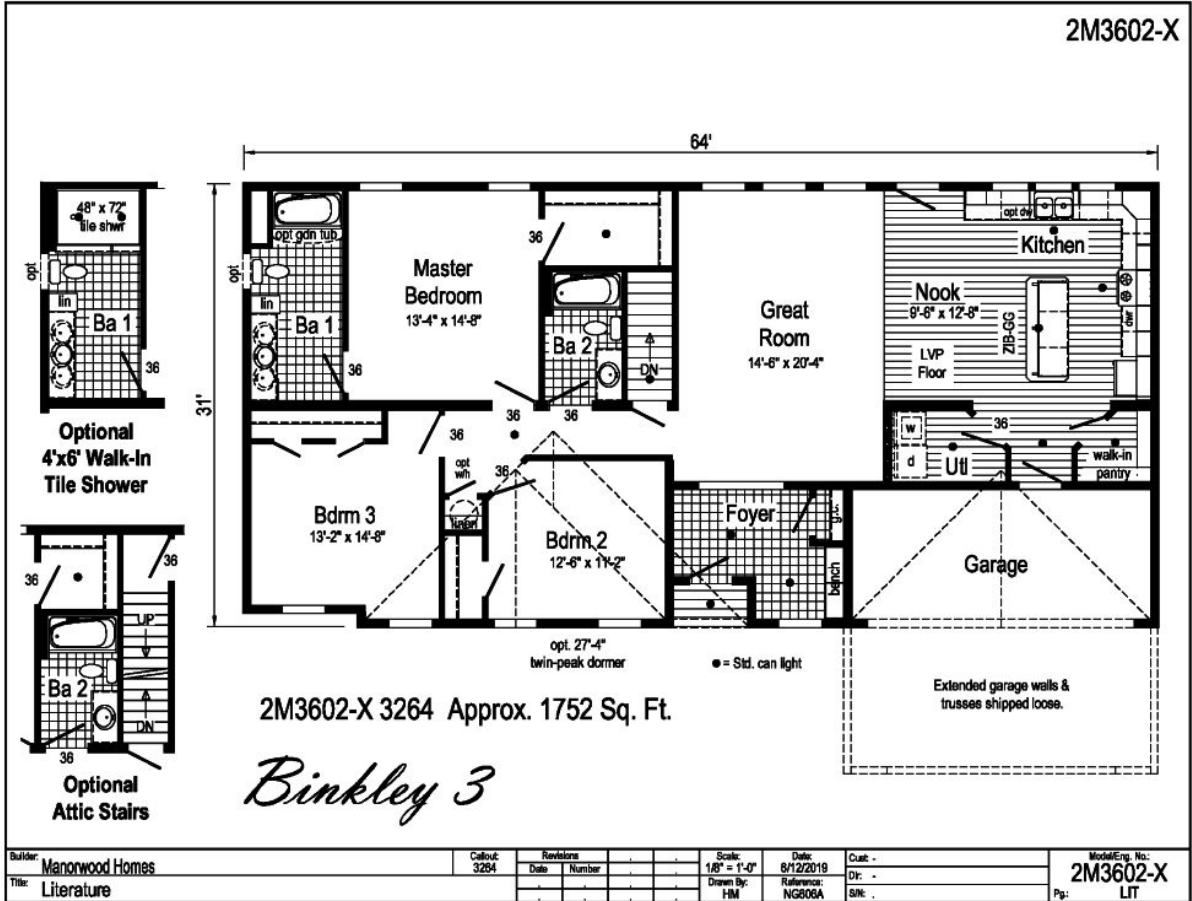 2M3602-X
64'
31'
48" x 72"
tile shwr
opt
lin
Ba 1
36
Optional
4'x6' Walk-In
Tile Shower
opt gdn tub
opt
lin
Ba 1
36
Master
Bedroom
13'-4" x 14'-8"
36
Ba 2
DN
36
36
Great
Room
14'-6" x 20'-4"
opt dw
Kitchen
Nook
9'-6" x 12'-8"
ZIB-GG
dwr
LVP
Floor
w
d
Utl
36
walk-in
pantry
36
opt
w/h
36
linen
Bdrm 3
13'-2" x 14'-8"
Bdrm 2
12'-6" x 11'-2"
Foyer
g.c.
bench
Garage
36
36
UP
Ba 2
DN
36
Optional
Attic Stairs
opt. 27'-4"
twin-peak dormer
● = Std. can light
Extended garage walls &
trusses shipped loose.
2M3602-X 3264 Approx. 1752 Sq. Ft.
Binkley 3
Builder: Manorwood Homes
Title: Literature
Callout: 3264
Revisions
Date Number
Scale: 1/8" = 1'-0"
Drawn By: HM
Date: 6/12/2019
Reference: NG606A
Cust: -
Dir: -
S/N: .
Model/Eng. No.:
2M3602-X
Pg.: LIT